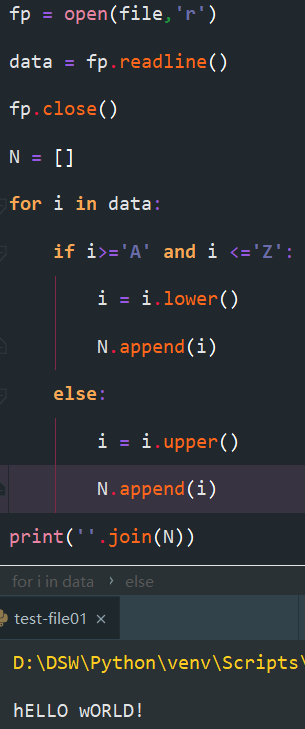 fp = open(file,'r')
data = fp.readline()
fp.close()
N = []
for i in data:
if i>='A' and i <='Z':
i = i.lower()
N.append(i)
else:
i = i.upper()
N.append(i)
print(''.join(N))
for i in data › else
test-file01 ×
D:\DSW\Python\venv\Scripts\
hELLO wORLD!